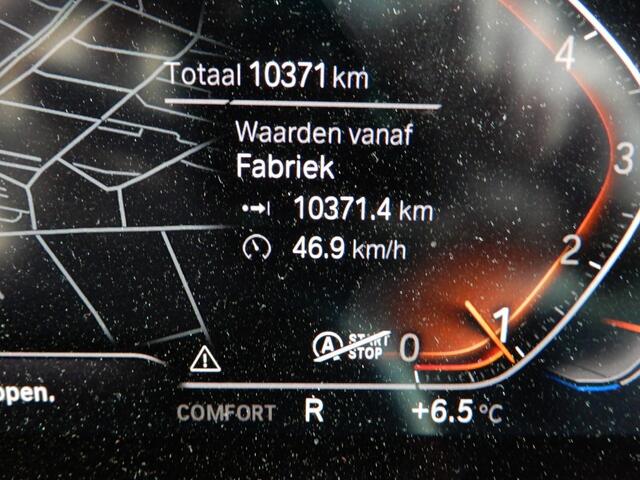 Totaal 10371 km
Waarden vanaf
Fabriek
10371.4 km
46.9 km/h
4
3
2
1
0
A START
STOP
open.
COMFORT R +6.5 °C